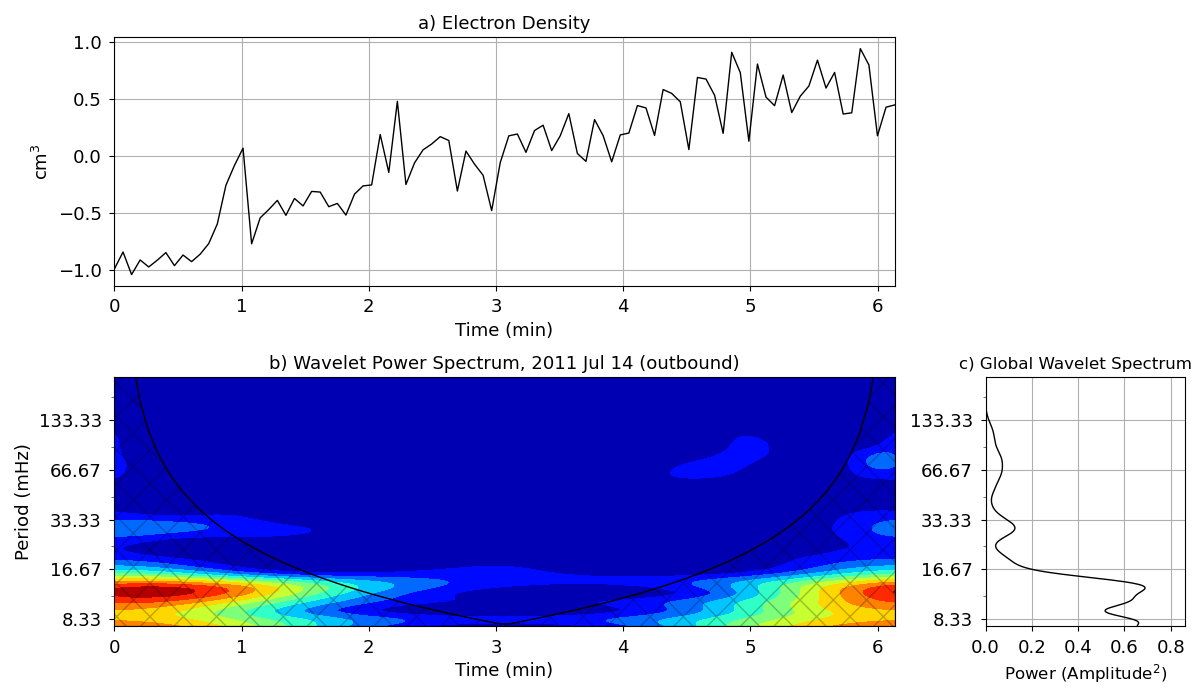 a) Electron Density
1.0
0.5
0.0
−0.5
−1.0
cm³
0 1 2 3 4 5 6
Time (min)
b) Wavelet Power Spectrum, 2011 Jul 14 (outbound)
133.33
66.67
33.33
16.67
8.33
Period (mHz)
0 1 2 3 4 5 6
Time (min)
c) Global Wavelet Spectrum
133.33
66.67
33.33
16.67
8.33
0.0 0.2 0.4 0.6 0.8
Power (Amplitude²)